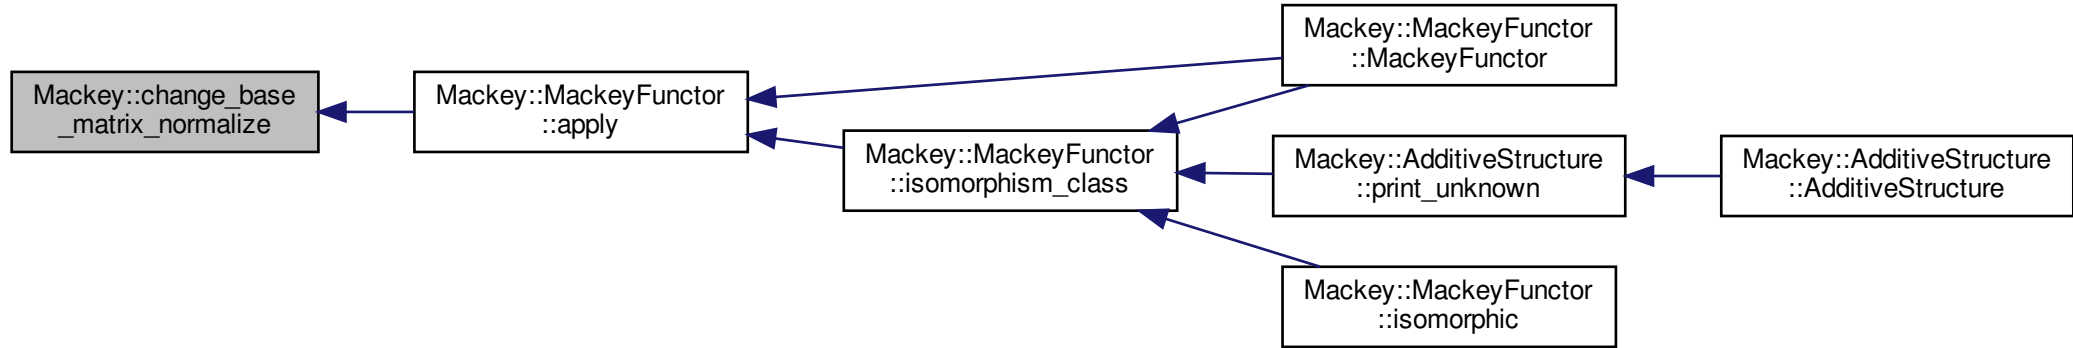 Mackey::change_base
_matrix_normalize
Mackey::MackeyFunctor
::apply
Mackey::MackeyFunctor
::MackeyFunctor
Mackey::MackeyFunctor
::isomorphism_class
Mackey::AdditiveStructure
::print_unknown
Mackey::AdditiveStructure
::AdditiveStructure
Mackey::MackeyFunctor
::isomorphic